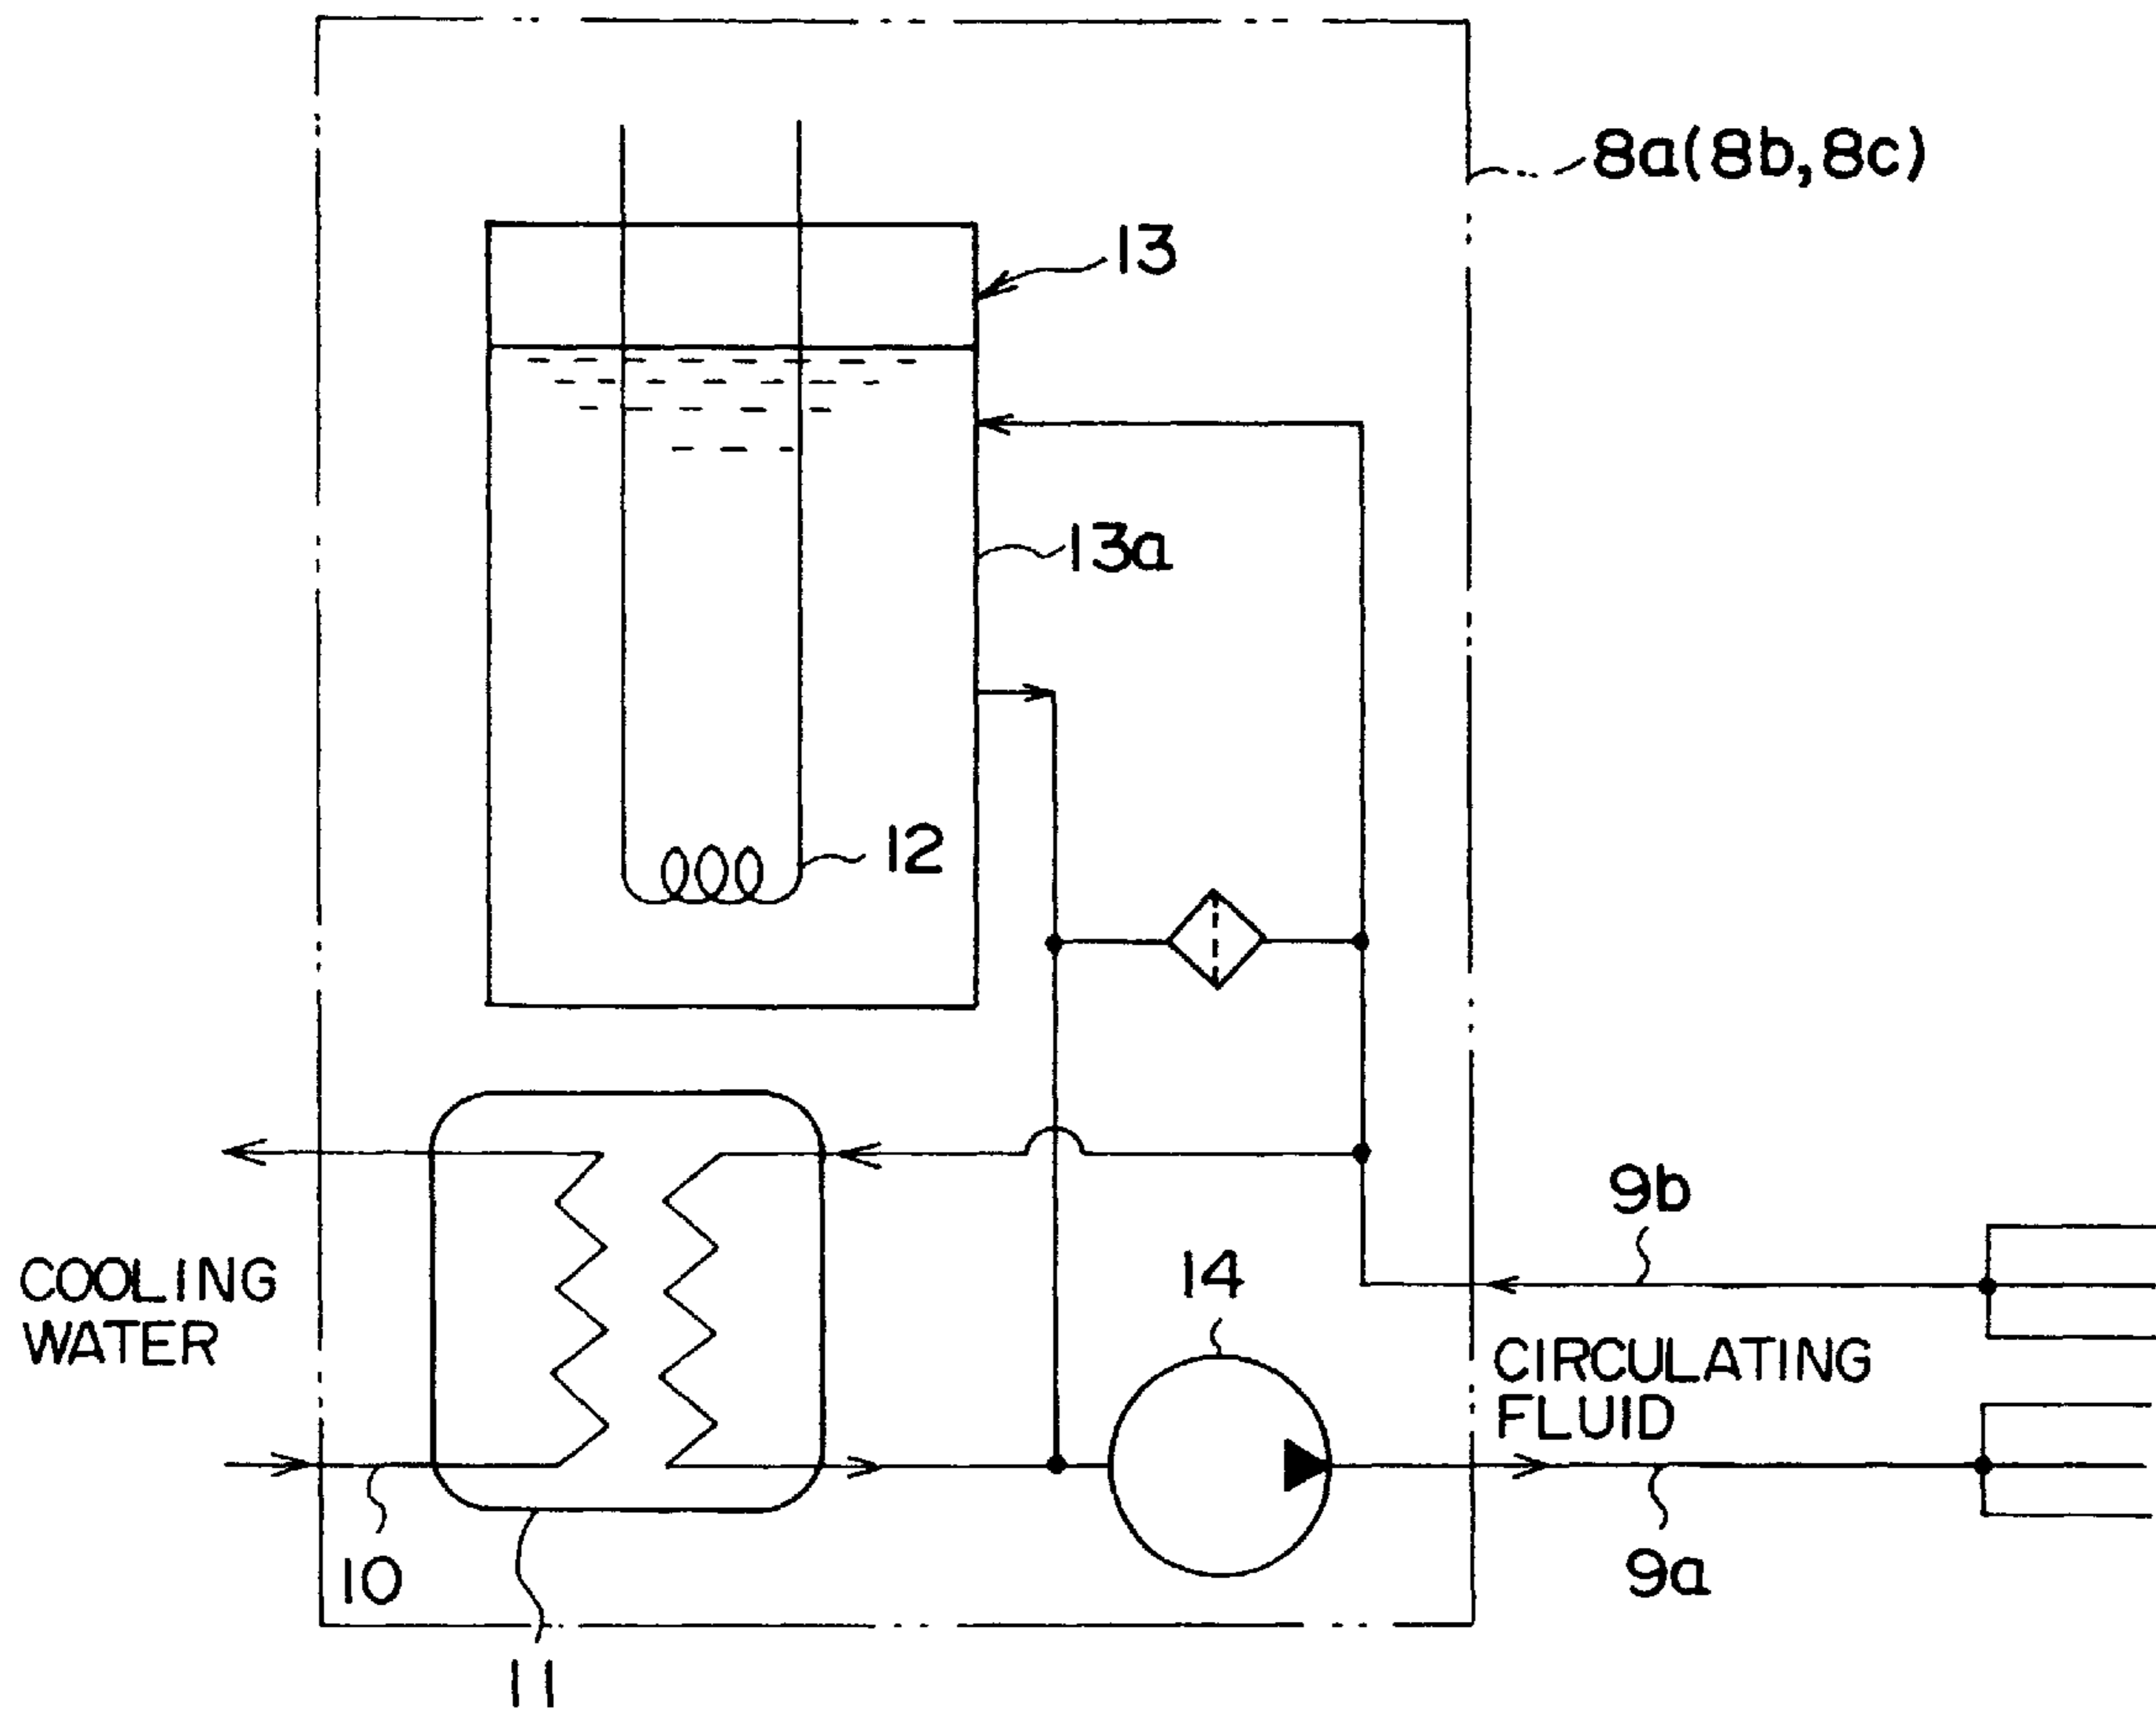 8a(8b,8c)
13
13a
12
9b
14
COOLING
WATER
CIRCULATING
FLUID
10
9a
11